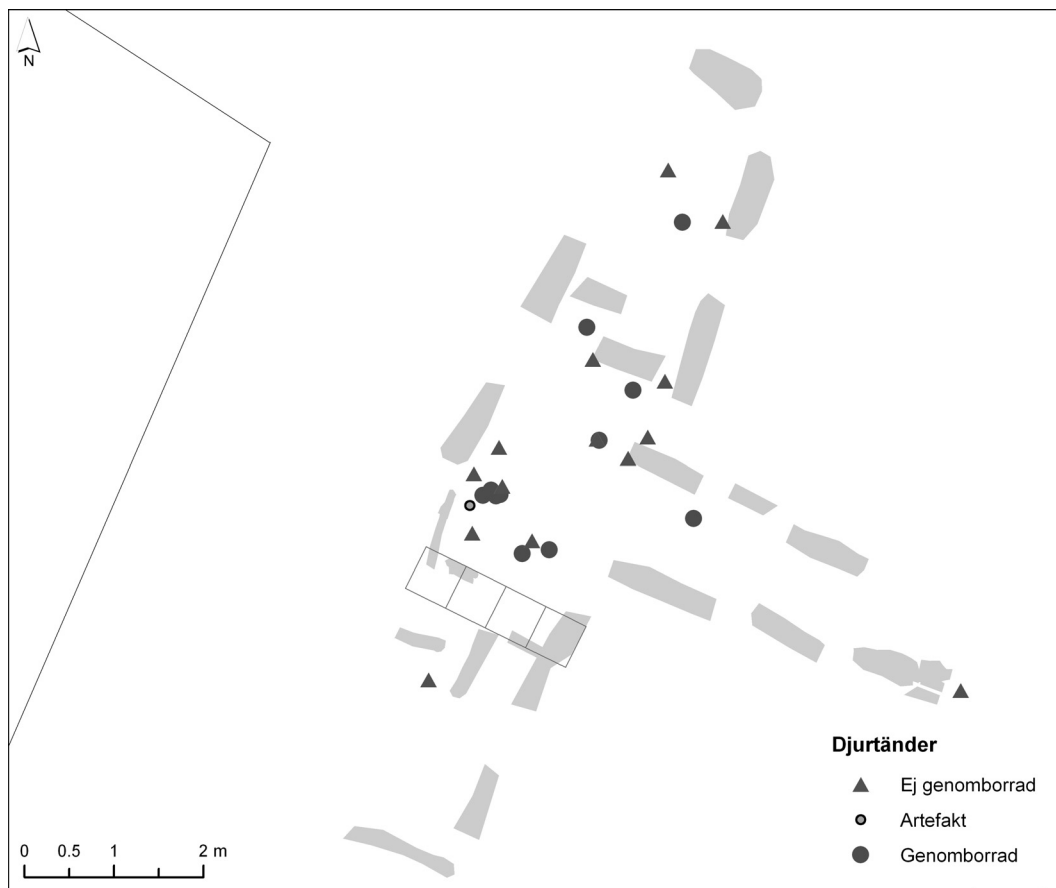 N
Djurtänder
Ej genomborrad
Artefakt
Genomborrad
0 0.5 1 2 m